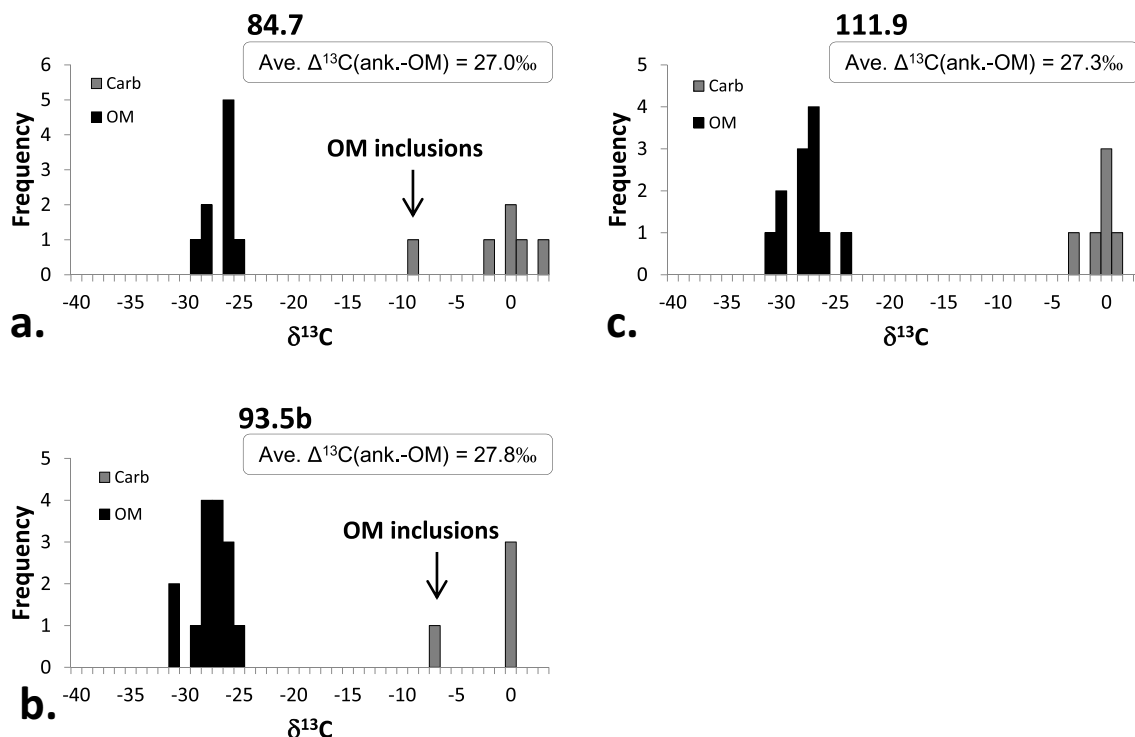 84.7
Ave. Δ¹³C(ank.-OM) = 27.0‰
Carb
OM
OM inclusions
Frequency
6
5
4
3
2
1
0
-40 -35 -30 -25 -20 -15 -10 -5 0
δ¹³C
a.
111.9
Ave. Δ¹³C(ank.-OM) = 27.3‰
Carb
OM
Frequency
5
4
3
2
1
0
-40 -35 -30 -25 -20 -15 -10 -5 0
δ¹³C
c.
93.5b
Ave. Δ¹³C(ank.-OM) = 27.8‰
Carb
OM
OM inclusions
Frequency
5
4
3
2
1
0
-40 -35 -30 -25 -20 -15 -10 -5 0
δ¹³C
b.